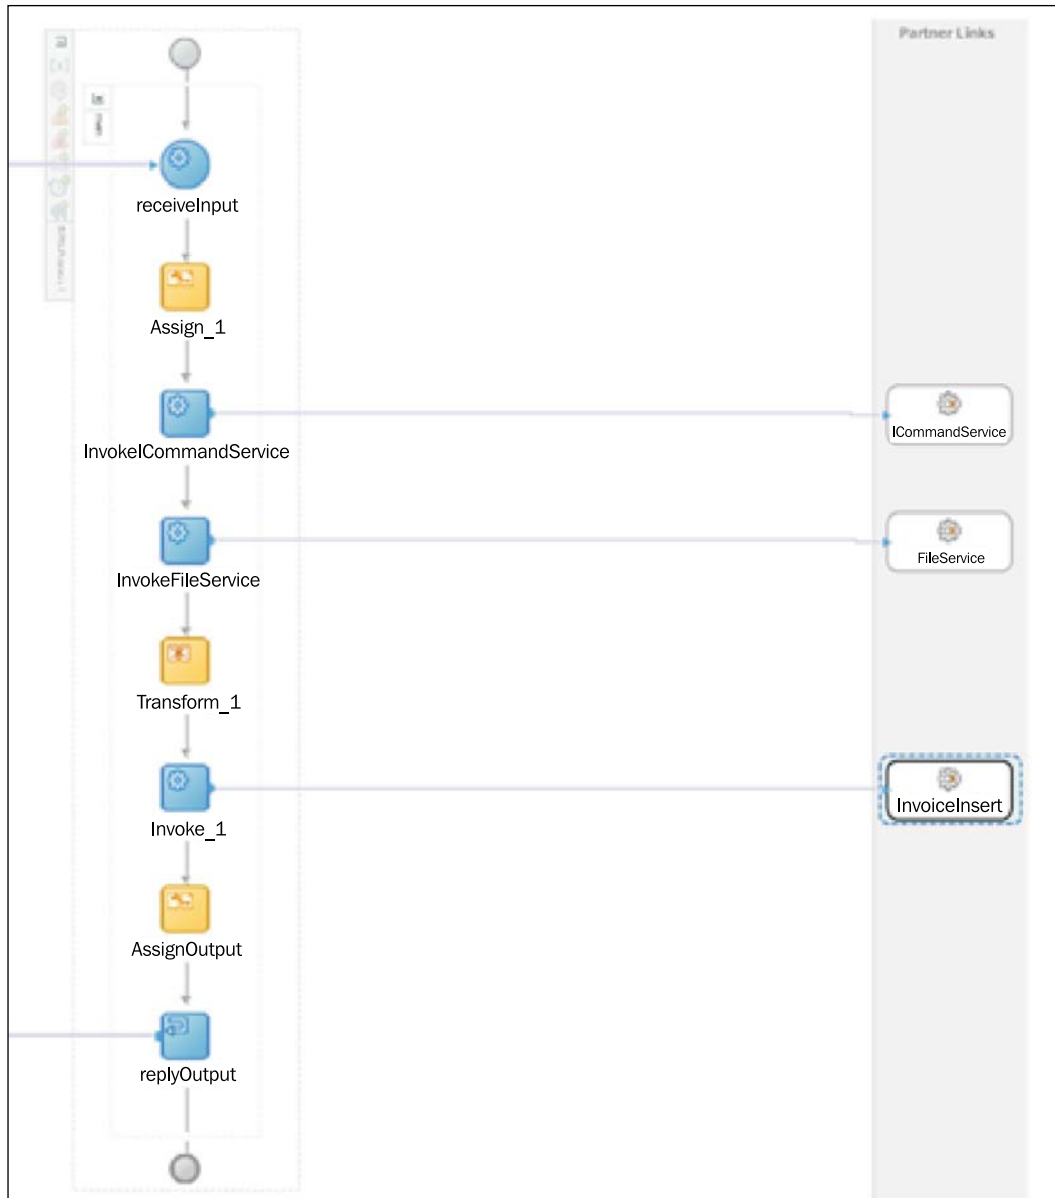 Partner Links
receiveInput
Assign_1
InvokeICommandService
ICommandService
InvokeFileService
FileService
Transform_1
Invoke_1
InvoiceInsert
AssignOutput
replyOutput